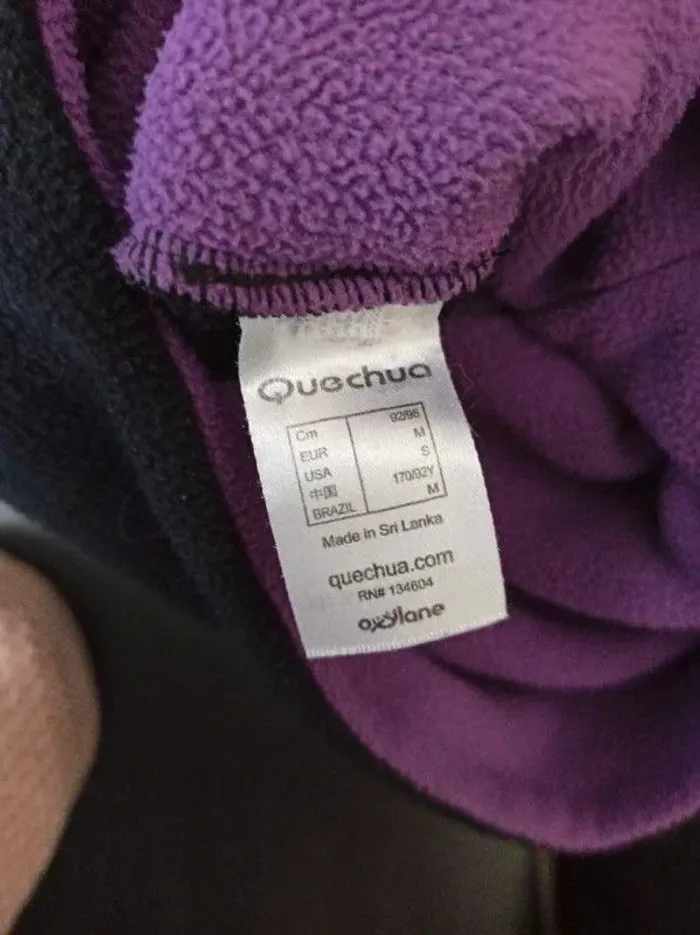 Quechua
Cm 92/96
EUR M
USA S
中国 170/92Y
BRAZIL M
Made in Sri Lanka
quechua.com
RN# 134604
oxylane